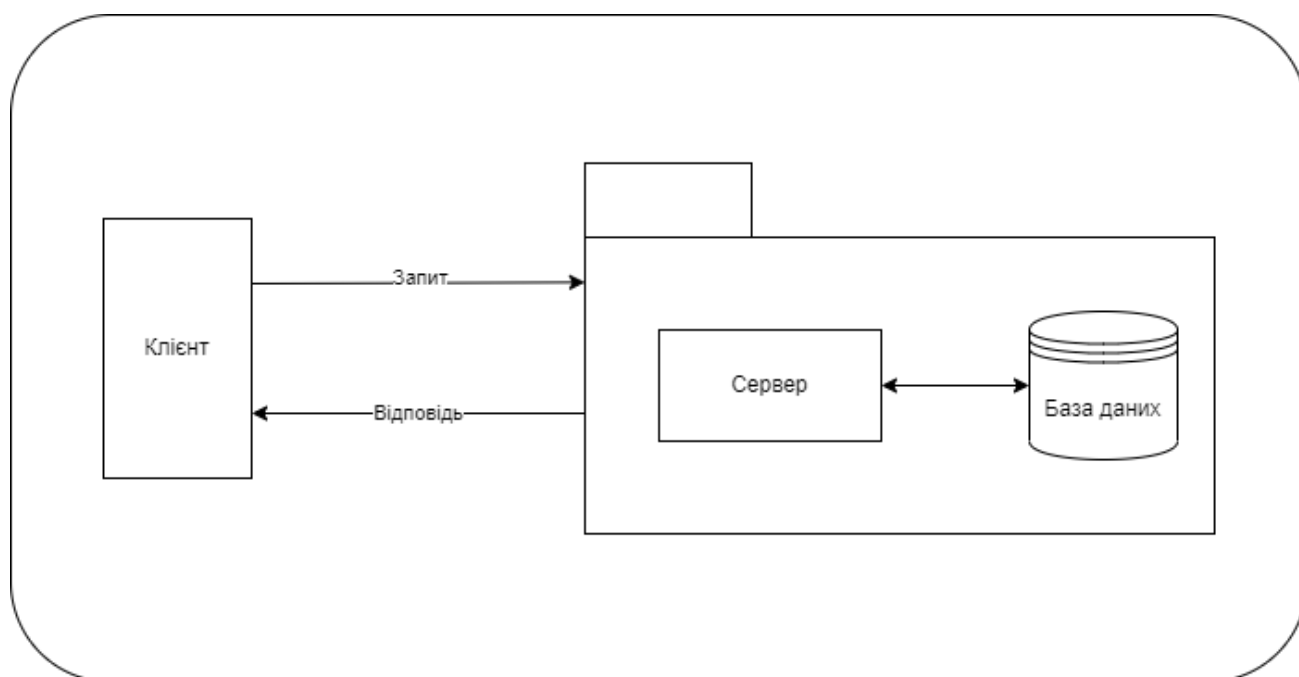 Запит
Клієнт
Сервер
База даних
Відповідь